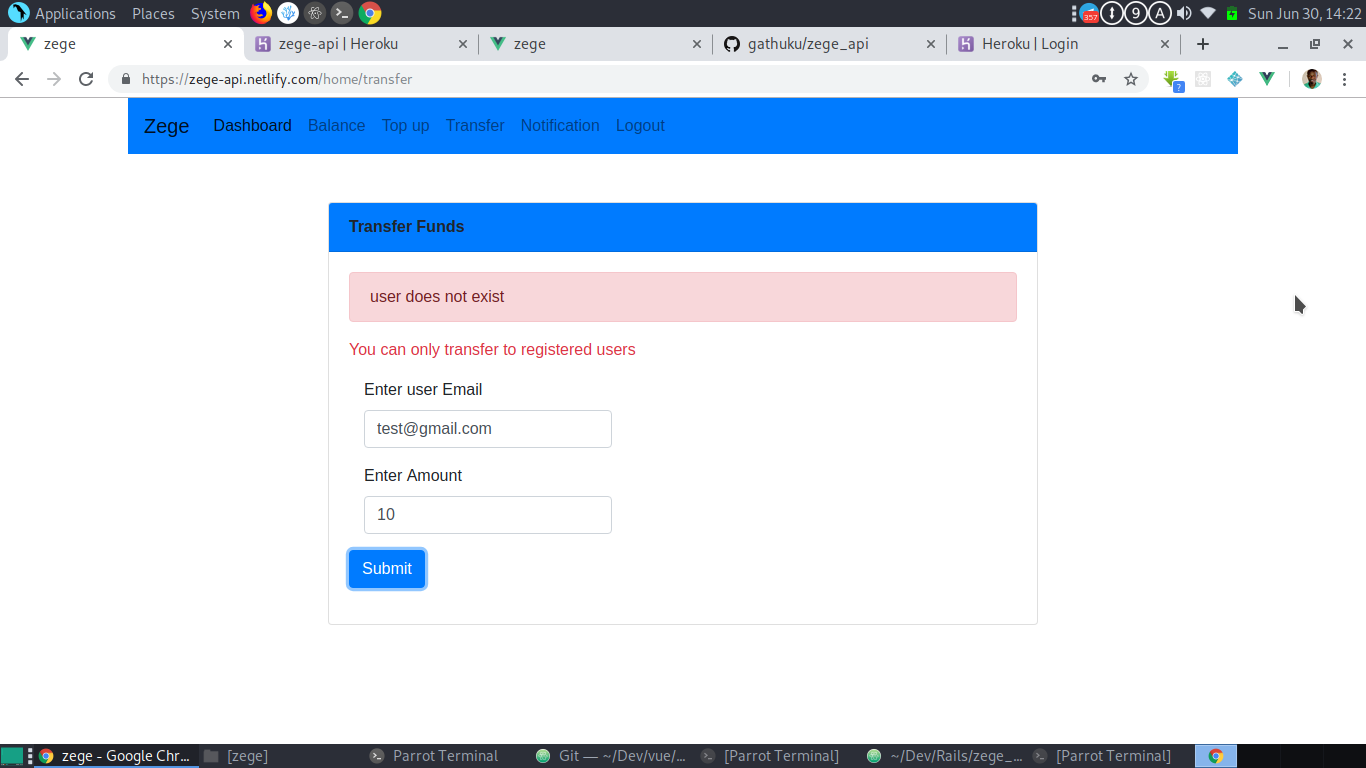 Applications Places System 357 9 A Sun Jun 30, 14:22
zege zege-api | Heroku zege gathuku/zege_api Heroku | Login
https://zege-api.netlify.com/home/transfer ?
Zege Dashboard Balance Top up Transfer Notification Logout
Transfer Funds
user does not exist
You can only transfer to registered users
Enter user Email
test@gmail.com
Enter Amount
10
Submit
zege - Google Chr... [zege] Parrot Terminal Git — ~/Dev/vue/... [Parrot Terminal] ~/Dev/Rails/zege_... [Parrot Terminal]